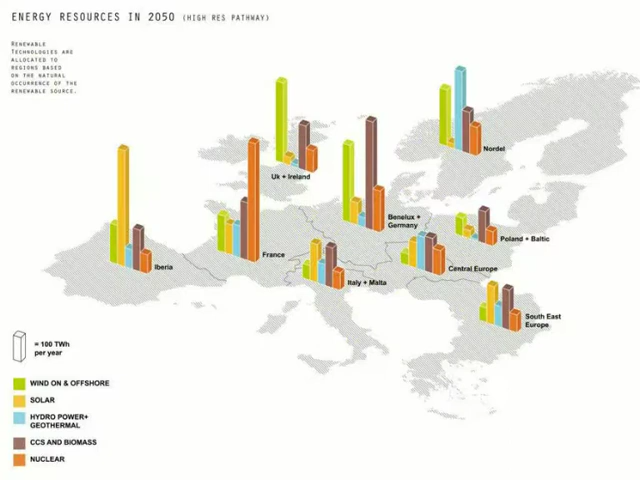 ENERGY RESOURCES IN 2050 (HIGH RES PATHWAY)
RENEWABLE
TECHNOLOGIES ARE
ALLOCATED TO
REGIONS BASED
ON THE NATURAL
OCCURRENCE OF THE
RENEWABLE SOURCE.
Nordel
Uk + Ireland
Benelux +
Germany
Poland + Baltic
France
Iberia
Italy + Malta
Central Europe
South East
Europe
= 100 TWh
per year
WIND ON & OFFSHORE
SOLAR
HYDRO POWER+
GEOTHERMAL
CCS AND BIOMASS
NUCLEAR